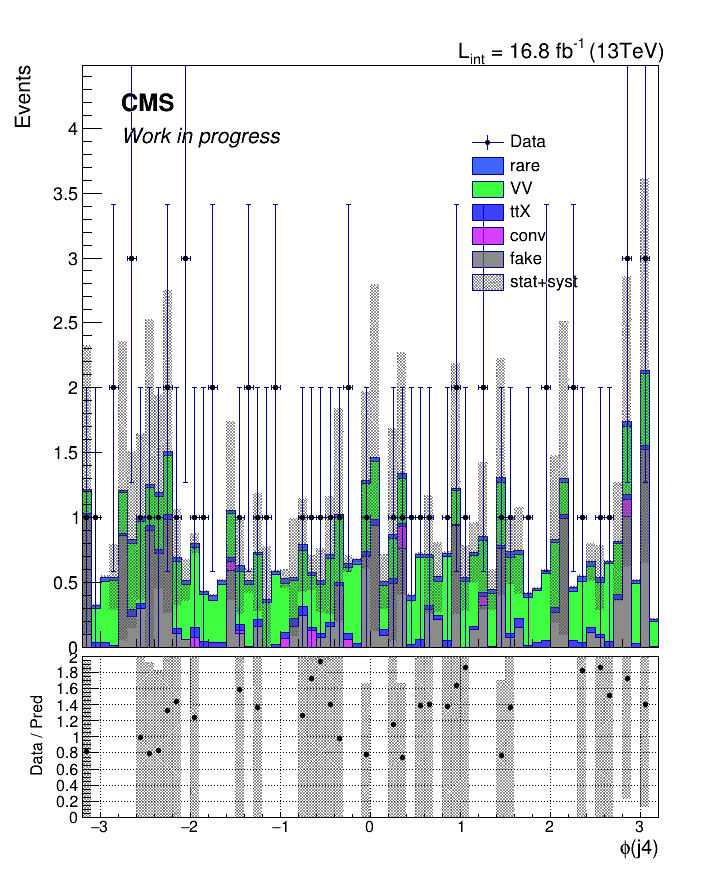 L_int = 16.8 fb^-1 (13TeV)
Events
CMS
Work in progress
Data
rare
VV
ttX
conv
fake
stat+syst
4
3.5
3
2.5
2
1.5
1
0.5
0
Data / Pred
2
1.8
1.6
1.4
1.2
1
0.8
0.6
0.4
0.2
0
−3 −2 −1 0 1 2 3
ϕ(j4)